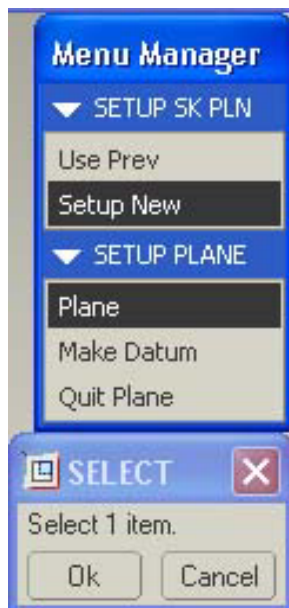 Menu Manager
SETUP SK PLN
Use Prev
Setup New
SETUP PLANE
Plane
Make Datum
Quit Plane
SELECT
Select 1 item.
Ok Cancel